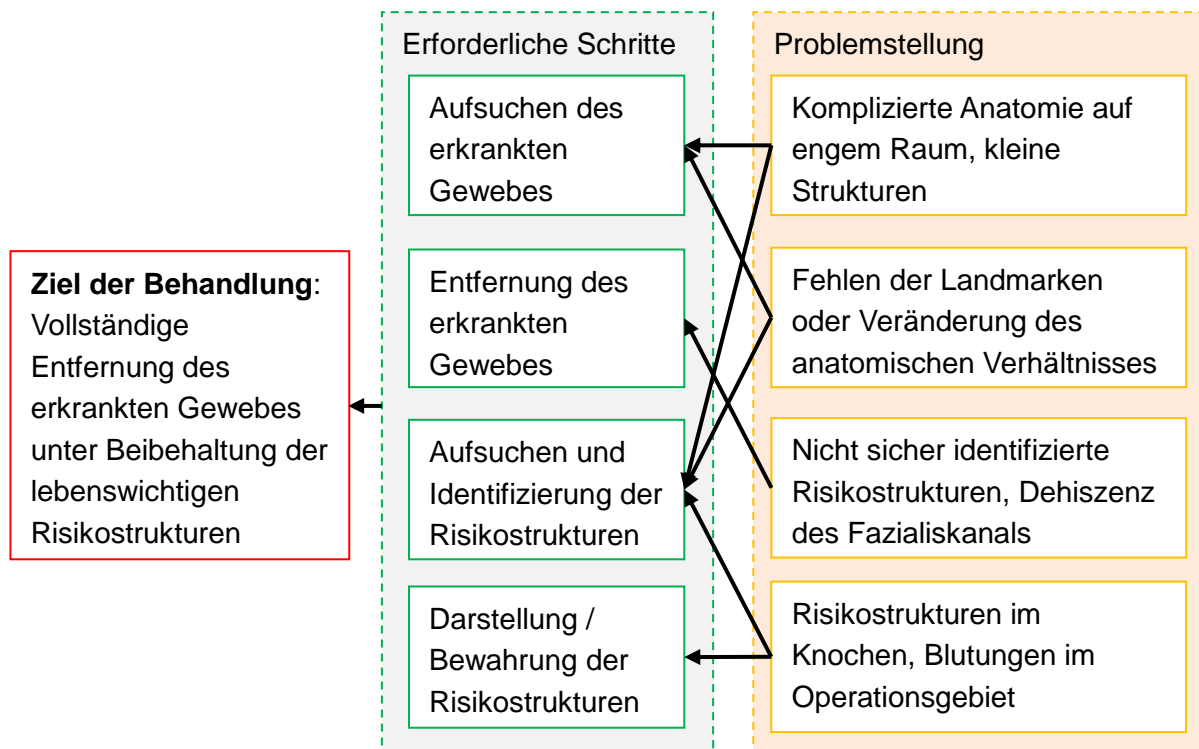 Erforderliche Schritte
Aufsuchen des
erkrankten
Gewebes
Entfernung des
erkrankten
Gewebes
Aufsuchen und
Identifizierung der
Risikostrukturen
Darstellung /
Bewahrung der
Risikostrukturen
Problemstellung
Komplizierte Anatomie auf
engem Raum, kleine
Strukturen
Fehlen der Landmarken
oder Veränderung des
anatomischen Verhältnisses
Nicht sicher identifizierte
Risikostrukturen, Dehiszenz
des Fazialiskanals
Risikostrukturen im
Knochen, Blutungen im
Operationsgebiet
Ziel der Behandlung:
Vollständige
Entfernung des
erkrankten Gewebes
unter Beibehaltung der
lebenswichtigen
Risikostrukturen